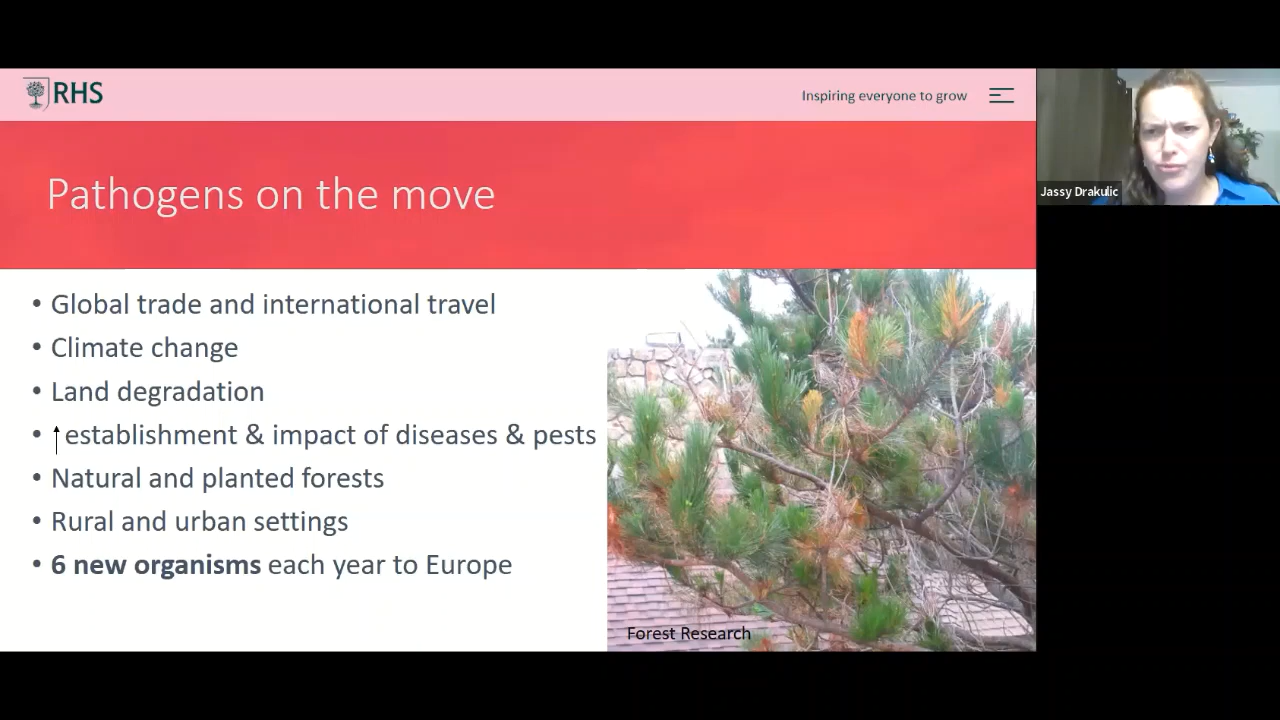 RHS
Inspiring everyone to grow
Jassy Drakulic
Pathogens on the move
• Global trade and international travel
• Climate change
• Land degradation
• ↑establishment & impact of diseases & pests
• Natural and planted forests
• Rural and urban settings
• 6 new organisms each year to Europe
Forest Research